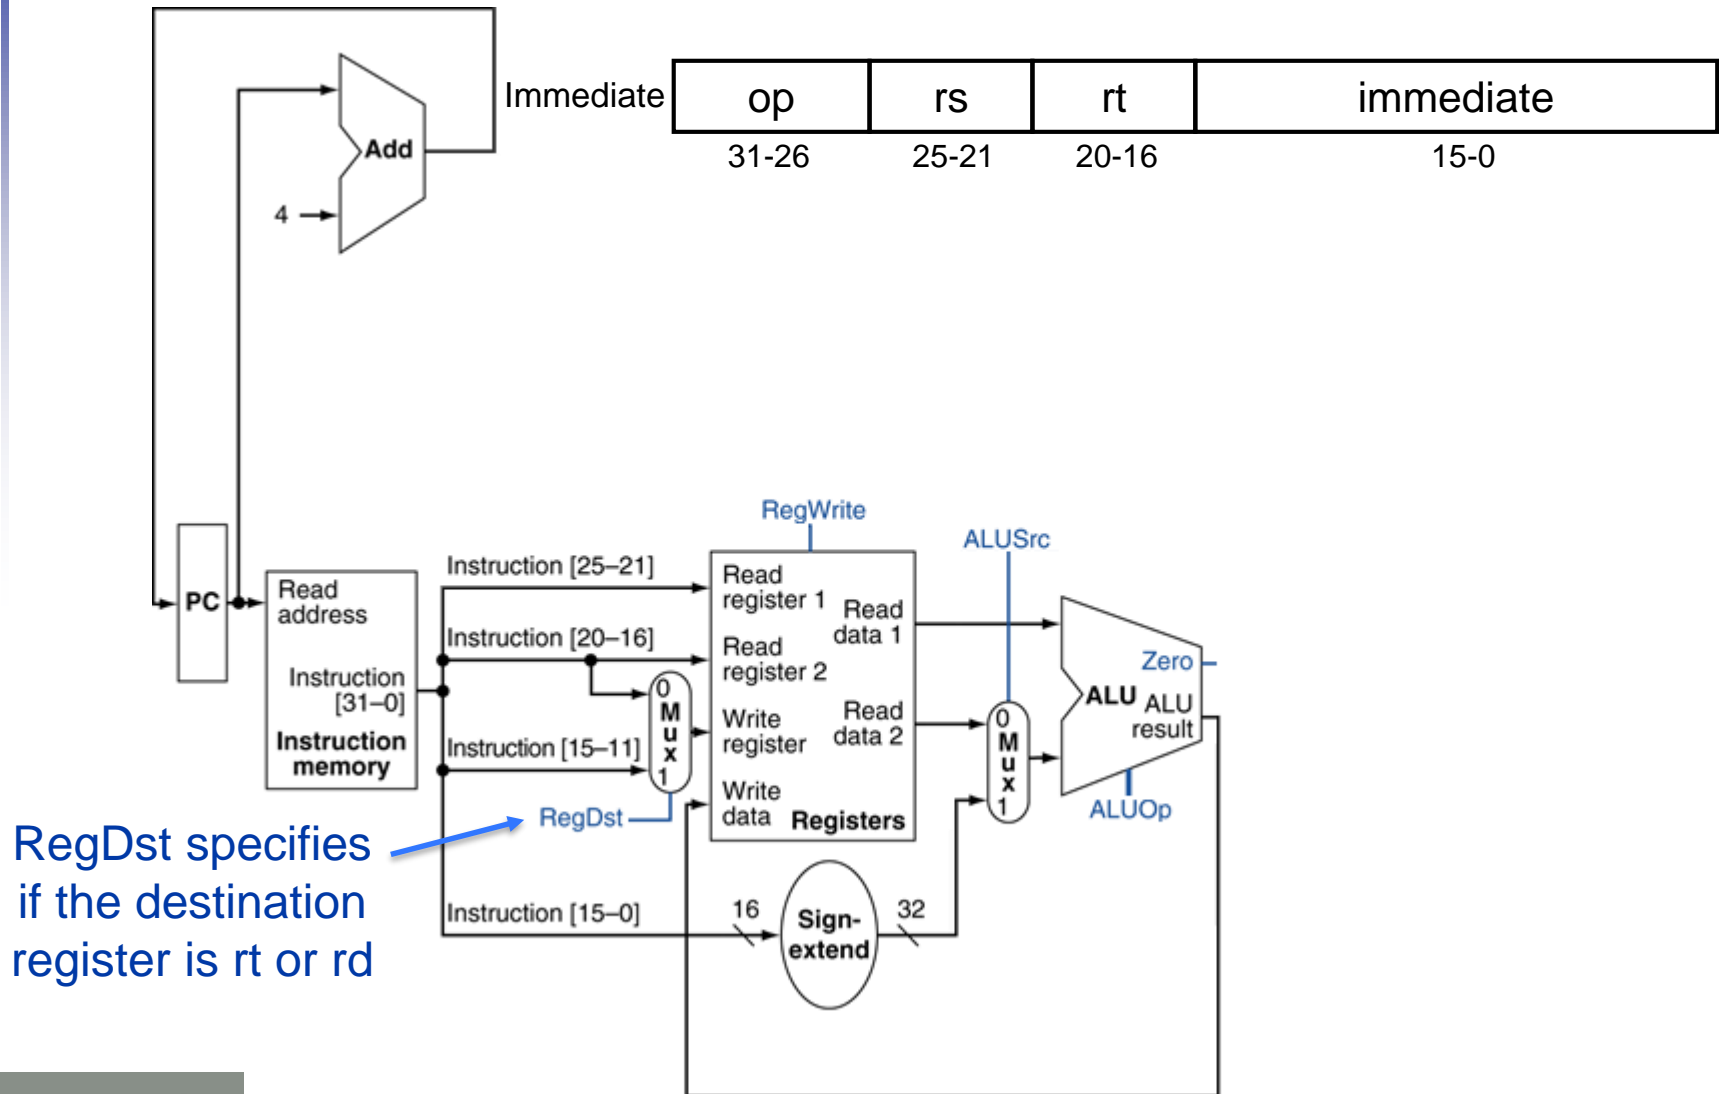 Immediate
op
rs
rt
immediate
31-26
25-21
20-16
15-0
Add
4
PC
Read
address
Instruction
[31–0]
Instruction
memory
Instruction [25–21]
Instruction [20–16]
Instruction [15–11]
Instruction [15–0]
0
M
u
x
1
RegDst
RegWrite
Read
register 1
Read
register 2
Write
register
Write
data
Read
data 1
Read
data 2
Registers
16
Sign-
extend
32
ALUSrc
0
M
u
x
1
Zero
ALU
ALU
result
ALUOp
RegDst specifies
if the destination
register is rt or rd